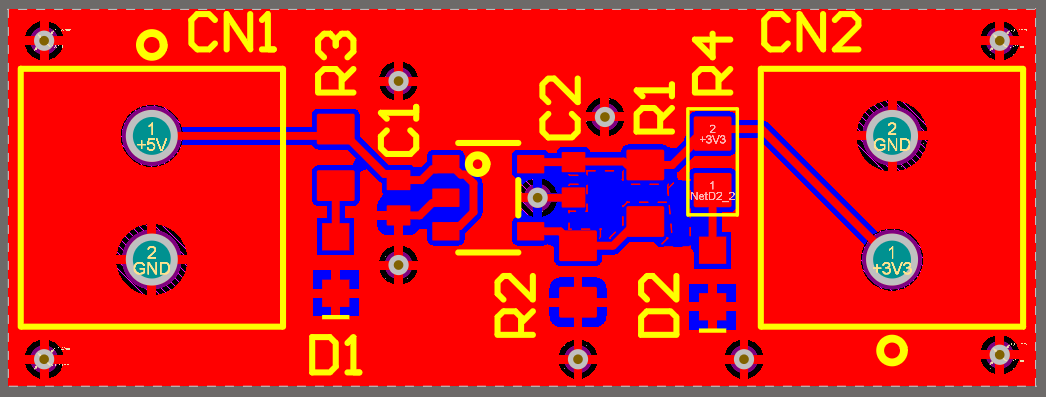 CN1
R3
C1
C2
R1
R4
CN2
1
+5V
2
GND
2
+3V3
1
NetD2_2
2
GND
1
+3V3
D1
R2
D2